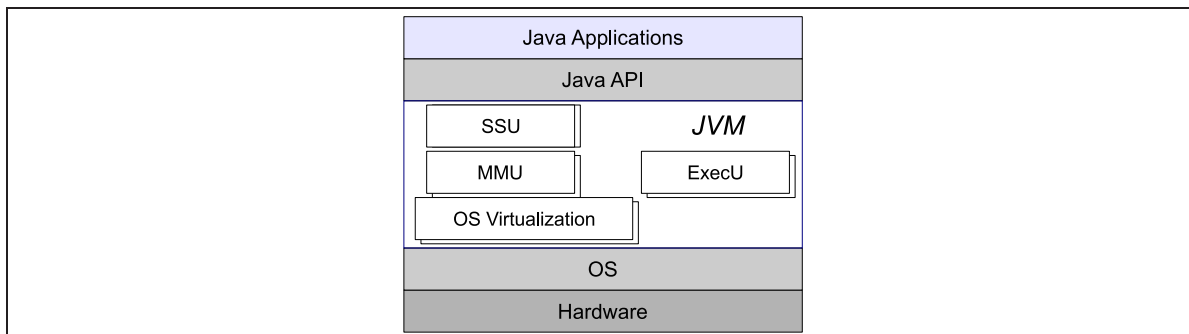 Java Applications
Java API
SSU
JVM
MMU
ExecU
OS Virtualization
OS
Hardware